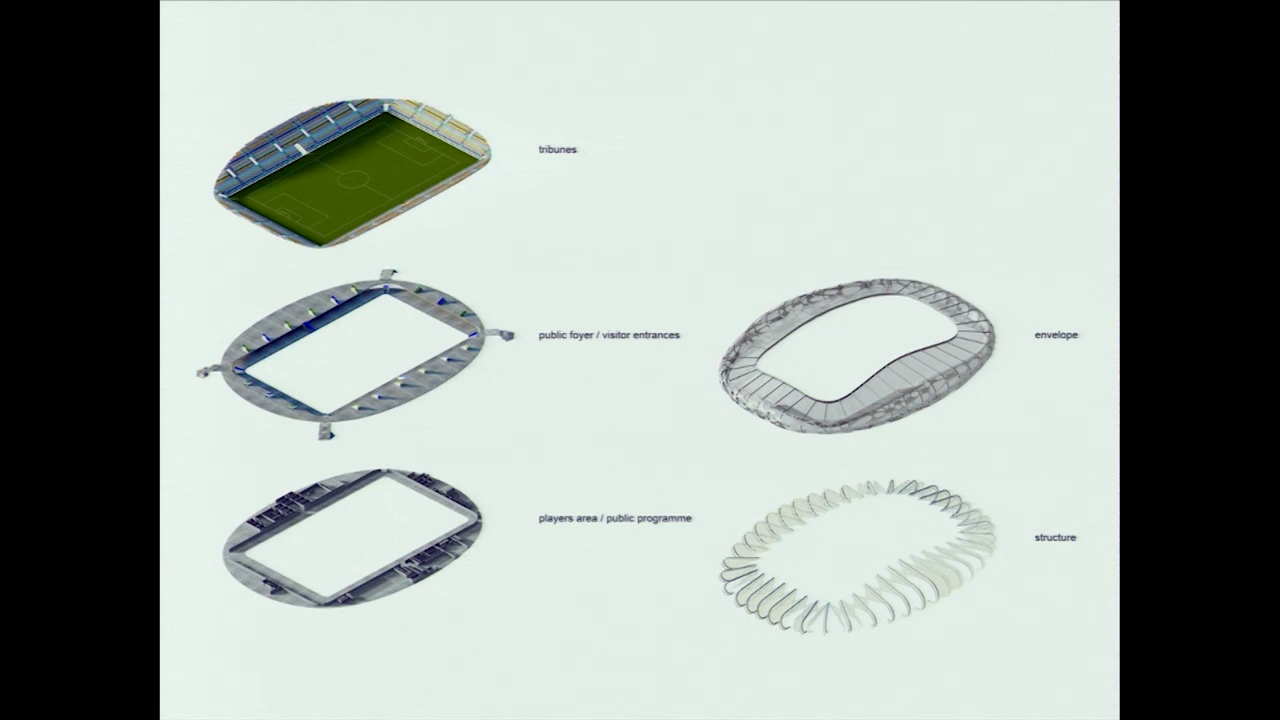 tribunes
public foyer / visitor entrances
envelope
players area / public programme
structure